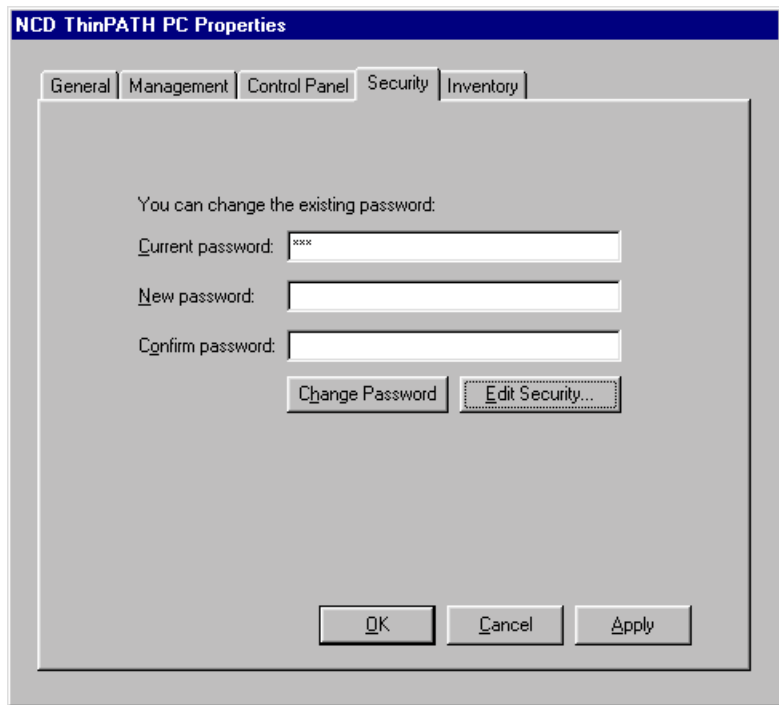 NCD ThinPATH PC Properties
General Management Control Panel Security Inventory
You can change the existing password:
Current password: ***
New password:
Confirm password:
Change Password Edit Security...
OK Cancel Apply